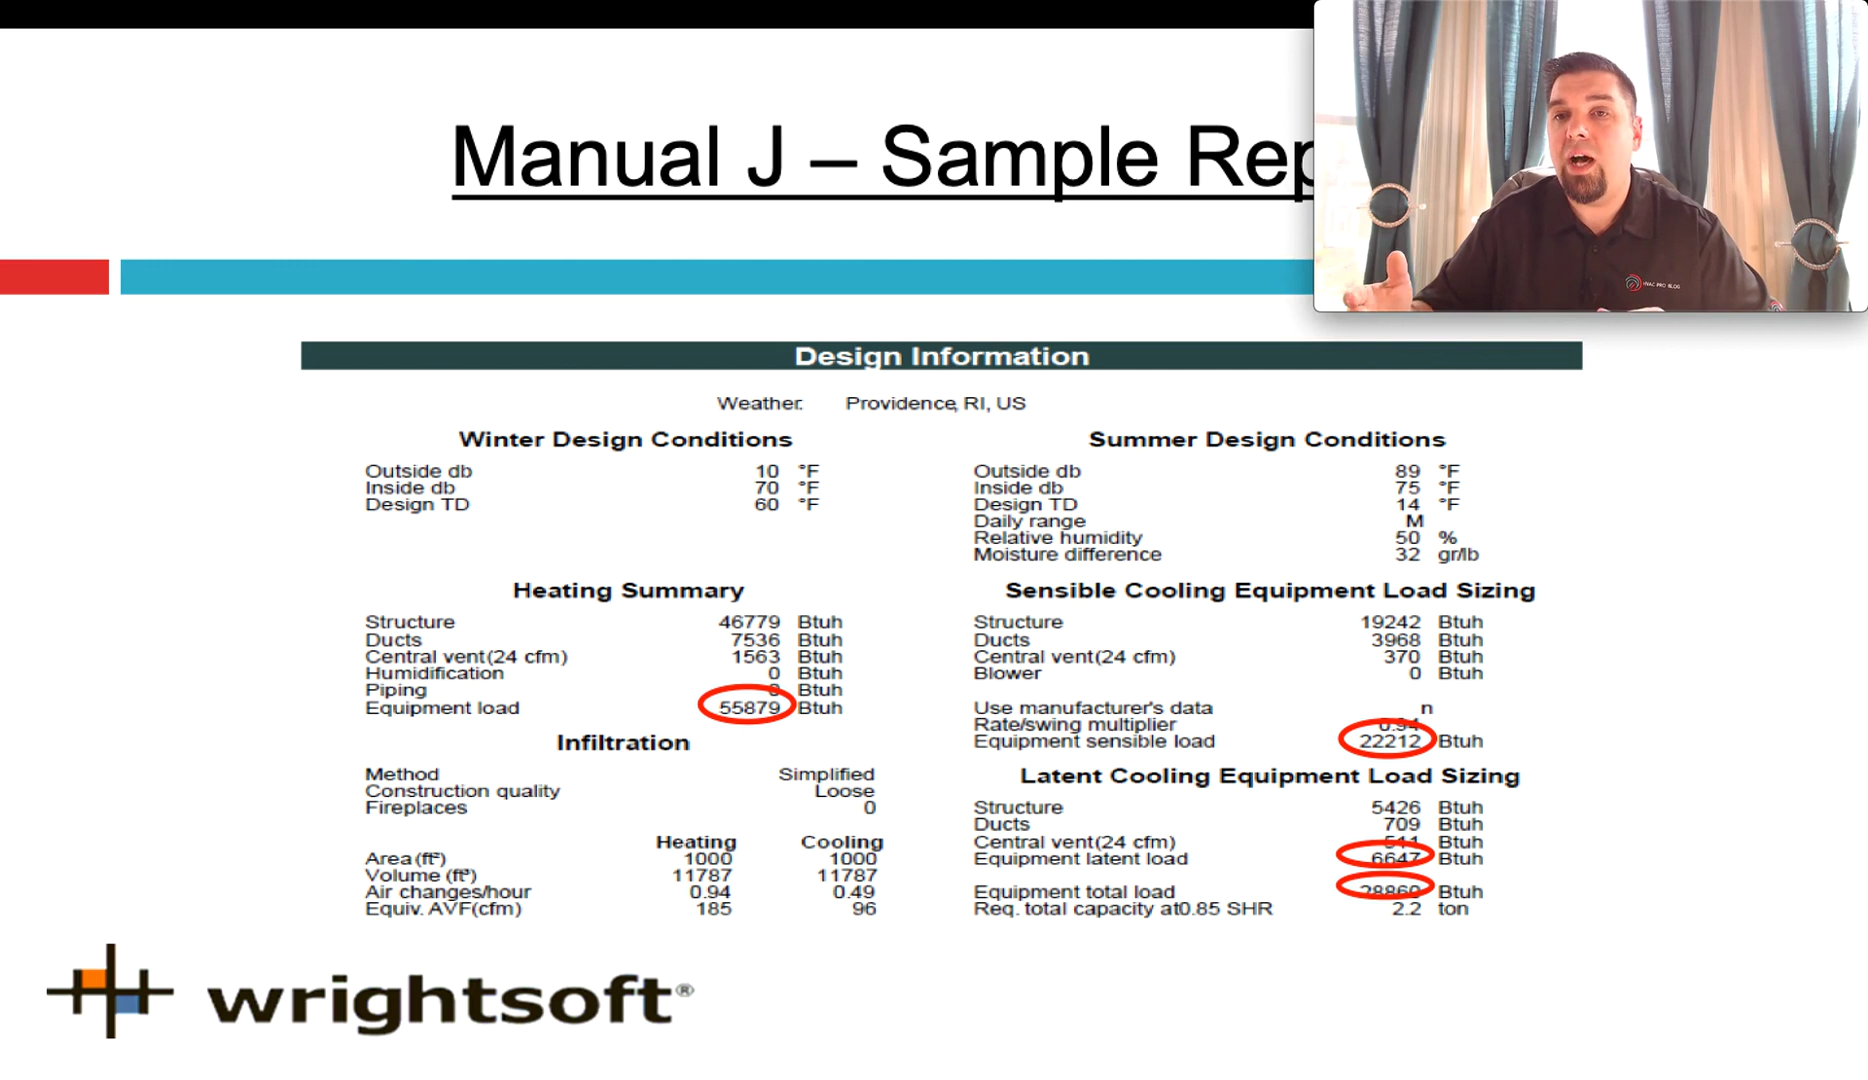 Manual J – Sample Rep
HVAC PRO BLOG
Design Information
Weather: Providence, RI, US
Winter Design Conditions
Outside db 10 °F
Inside db 70 °F
Design TD 60 °F
Summer Design Conditions
Outside db 89 °F
Inside db 75 °F
Design TD 14 °F
Daily range M
Relative humidity 50 %
Moisture difference 32 gr/lb
Heating Summary
Structure 46779 Btuh
Ducts 7536 Btuh
Central vent (24 cfm) 1563 Btuh
Humidification 0 Btuh
Piping 0 Btuh
Equipment load 55879 Btuh
Sensible Cooling Equipment Load Sizing
Structure 19242 Btuh
Ducts 3968 Btuh
Central vent (24 cfm) 370 Btuh
Blower 0 Btuh
Use manufacturer's data n
Rate/swing multiplier 0.94
Equipment sensible load 22212 Btuh
Infiltration
Method Simplified
Construction quality Loose
Fireplaces 0
Heating Cooling
Area (ft²) 1000 1000
Volume (ft³) 11787 11787
Air changes/hour 0.94 0.49
Equiv. AVF (cfm) 185 96
Latent Cooling Equipment Load Sizing
Structure 5426 Btuh
Ducts 709 Btuh
Central vent (24 cfm) 511 Btuh
Equipment latent load 6647 Btuh
Equipment total load 28860 Btuh
Req. total capacity at 0.85 SHR 2.2 ton
wrightsoft®